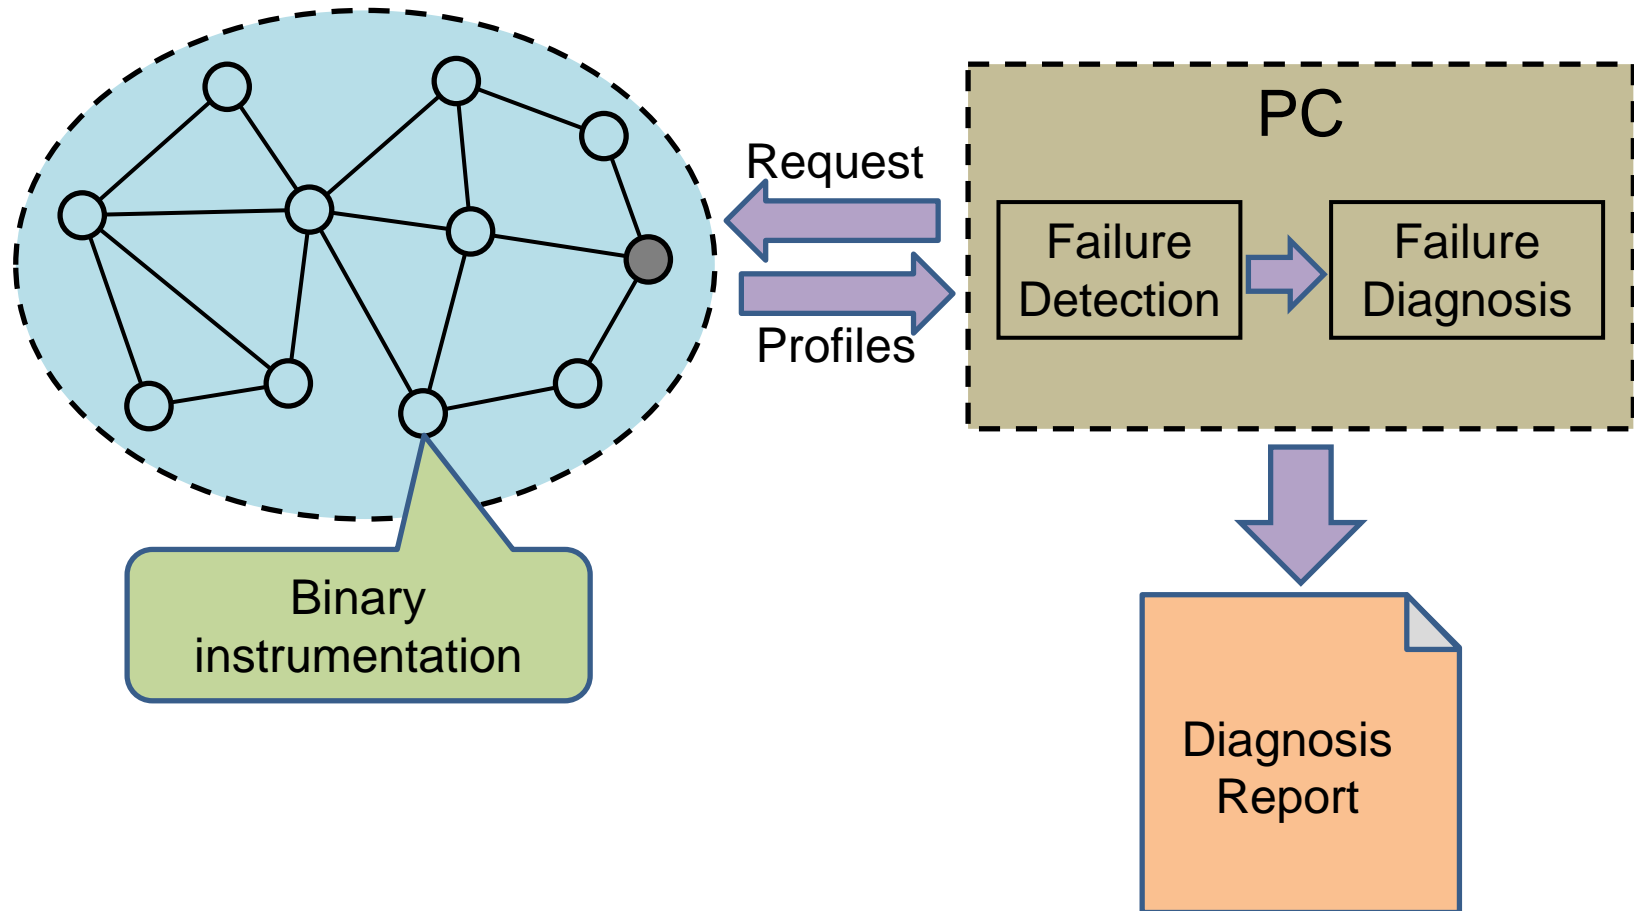 PC
Request
Failure
Detection
Failure
Diagnosis
Profiles
Binary
instrumentation
Diagnosis
Report